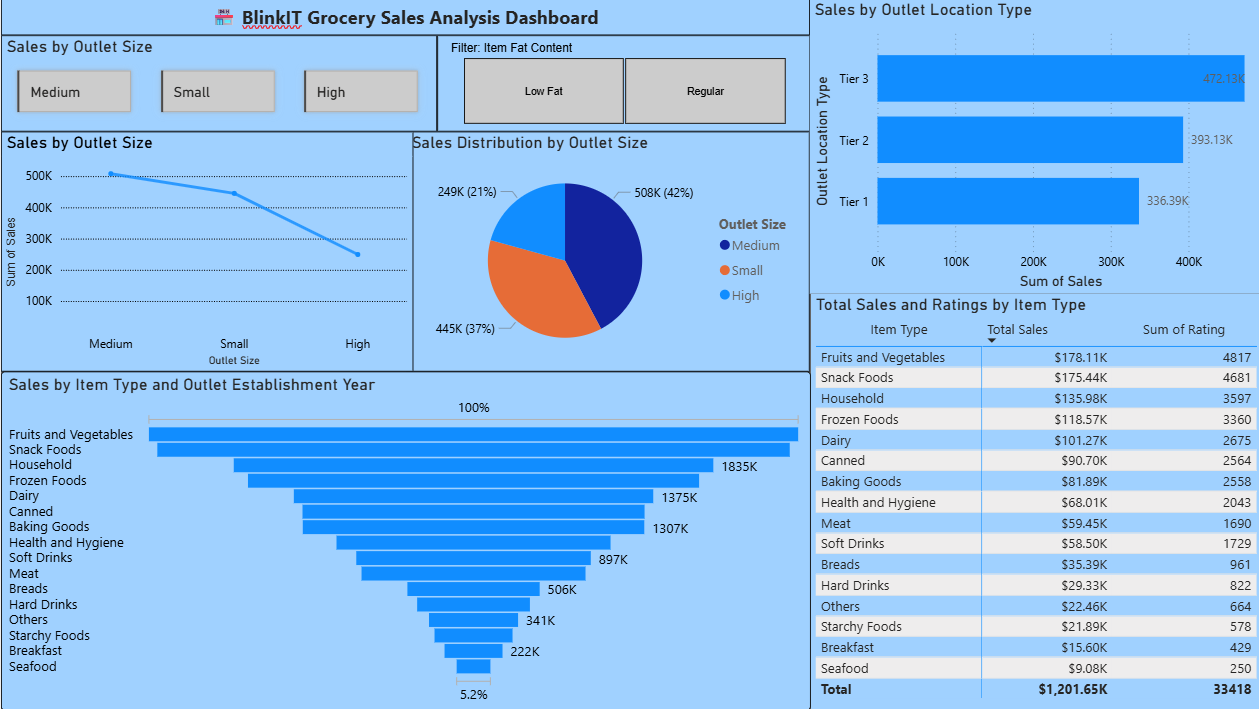 BlinkIT Grocery Sales Analysis Dashboard
Sales by Outlet Size
Medium
Small
High
Filter: Item Fat Content
Low Fat
Regular
Sales by Outlet Size
500K
400K
300K
200K
100K
Sum of Sales
Medium Small High
Outlet Size
Sales Distribution by Outlet Size
249K (21%)
508K (42%)
445K (37%)
Outlet Size
Medium
Small
High
Sales by Outlet Location Type
Outlet Location Type
Tier 3 472.13K
Tier 2 393.13K
Tier 1 336.39K
0K 100K 200K 300K 400K
Sum of Sales
Sales by Item Type and Outlet Establishment Year
100%
Fruits and Vegetables
Snack Foods
Household 1835K
Frozen Foods
Dairy 1375K
Canned
Baking Goods 1307K
Health and Hygiene
Soft Drinks 897K
Meat
Breads 506K
Hard Drinks
Others 341K
Starchy Foods
Breakfast 222K
Seafood
5.2%
Total Sales and Ratings by Item Type
Item Type Total Sales Sum of Rating
Fruits and Vegetables $178.11K 4817
Snack Foods $175.44K 4681
Household $135.98K 3597
Frozen Foods $118.57K 3360
Dairy $101.27K 2675
Canned $90.70K 2564
Baking Goods $81.89K 2558
Health and Hygiene $68.01K 2043
Meat $59.45K 1690
Soft Drinks $58.50K 1729
Breads $35.39K 961
Hard Drinks $29.33K 822
Others $22.46K 664
Starchy Foods $21.89K 578
Breakfast $15.60K 429
Seafood $9.08K 250
Total $1,201.65K 33418